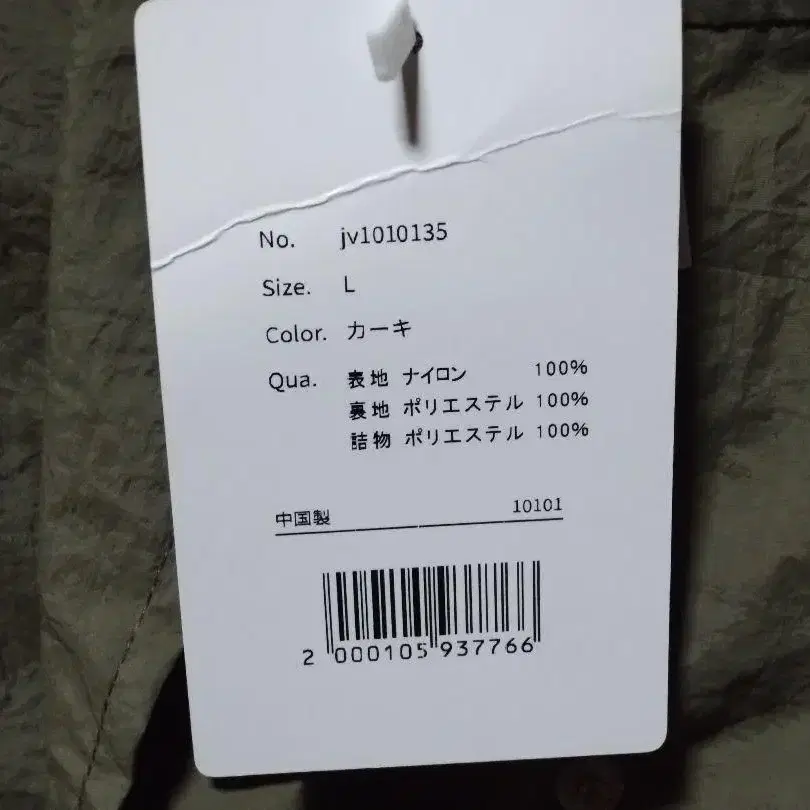 No. jv1010135
Size. L
Color. カーキ
Qua. 表地 ナイロン 100%
裏地 ポリエステル 100%
詰物 ポリエステル 100%
中国製 10101
2 000105 937766